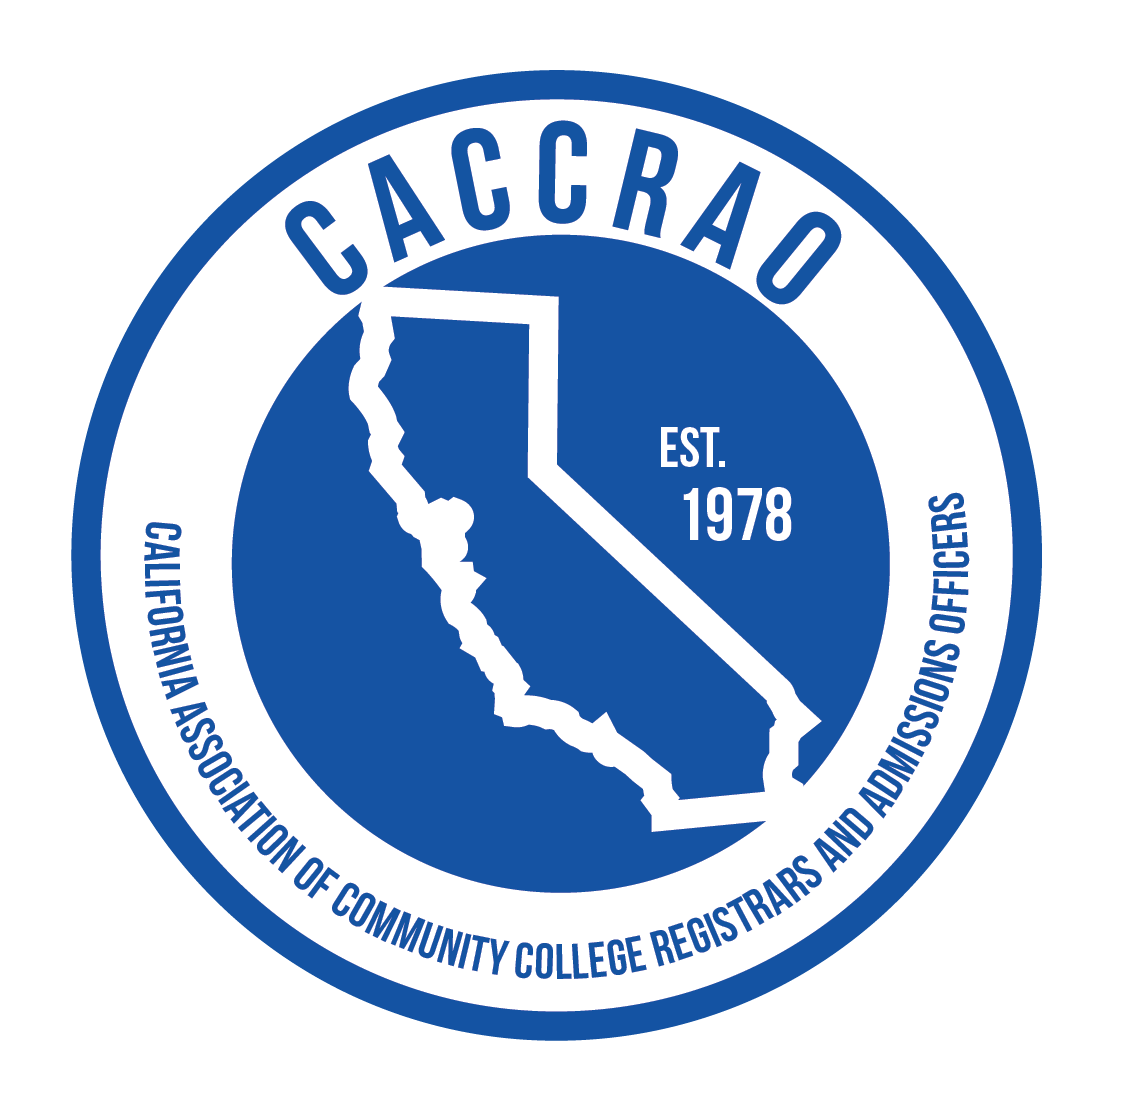 CACCRAO
EST.
1978
CALIFORNIA ASSOCIATION OF COMMUNITY COLLEGE REGISTRARS AND ADMISSIONS OFFICERS